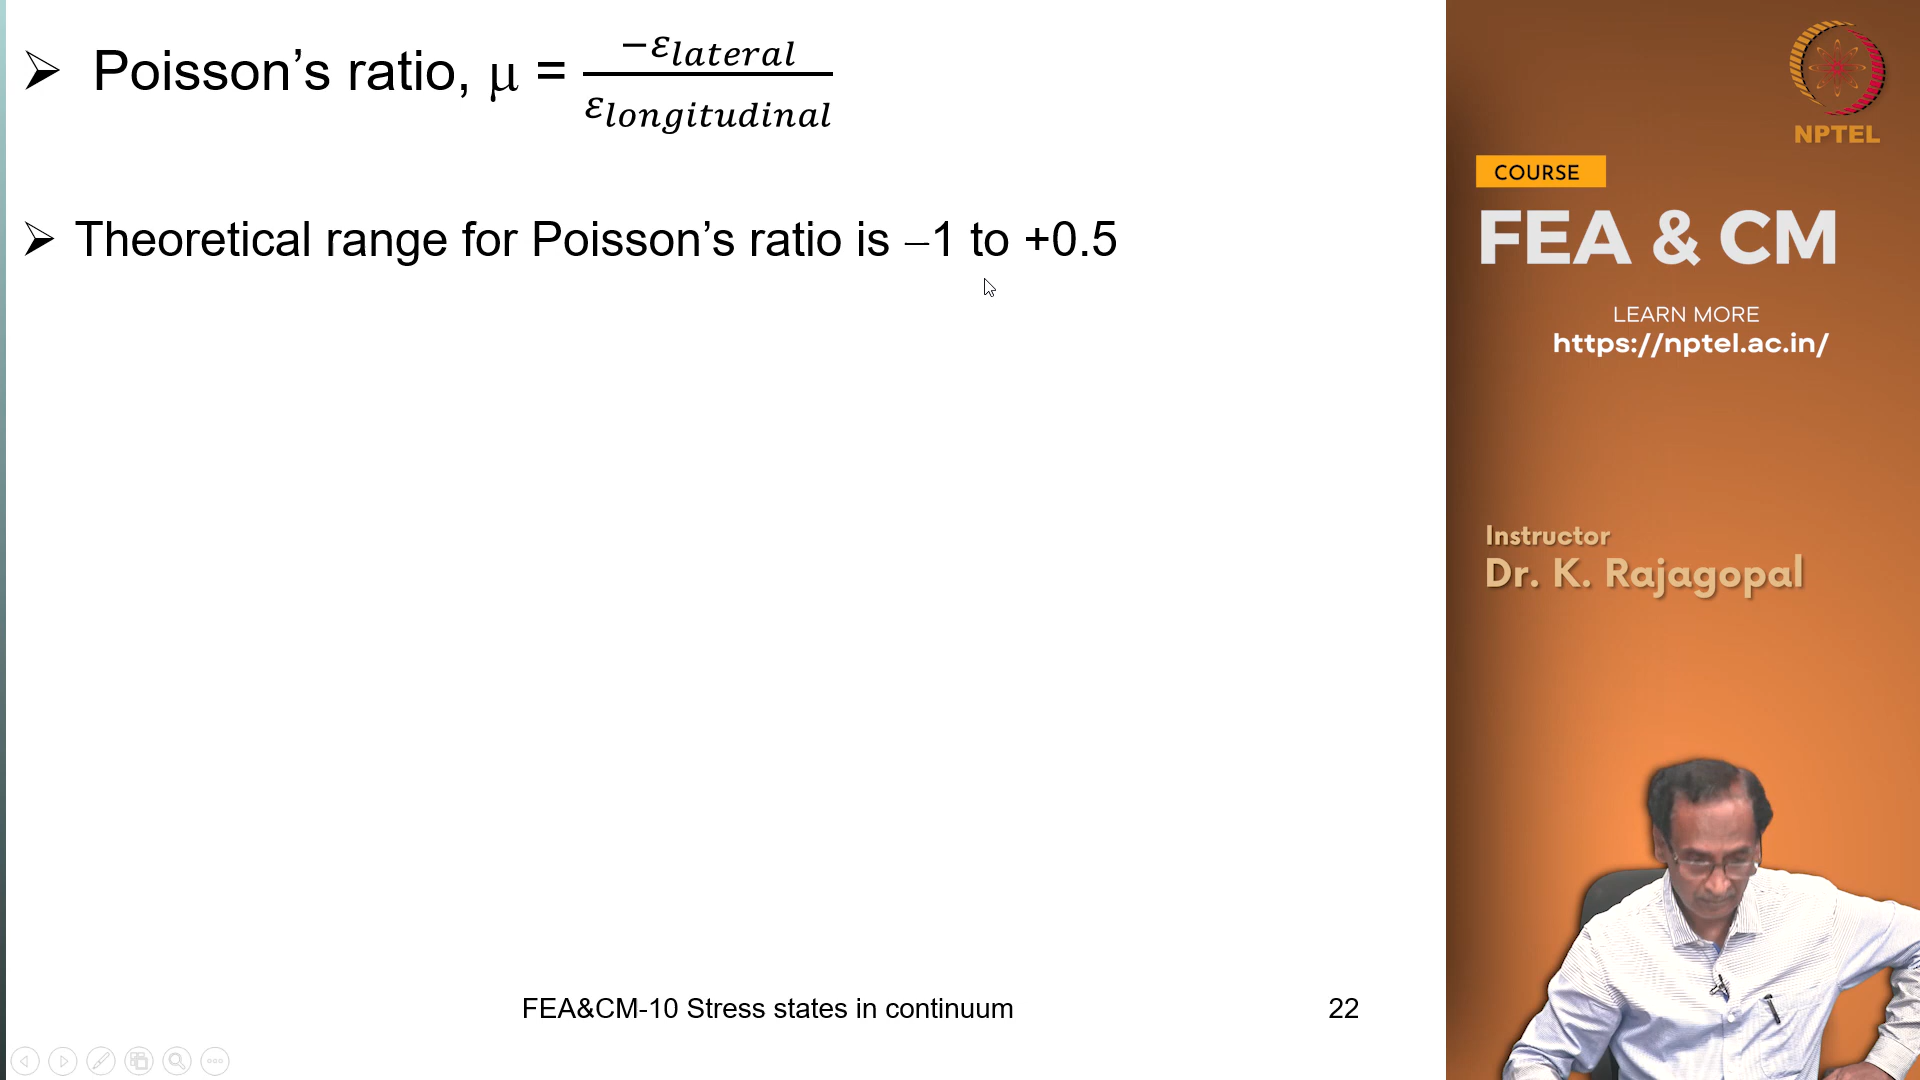 ➢ Poisson’s ratio, μ = −ε_lateral / ε_longitudinal
➢ Theoretical range for Poisson’s ratio is –1 to +0.5
FEA&CM-10 Stress states in continuum
22
NPTEL
COURSE
FEA & CM
LEARN MORE
https://nptel.ac.in/
Instructor
Dr. K. Rajagopal